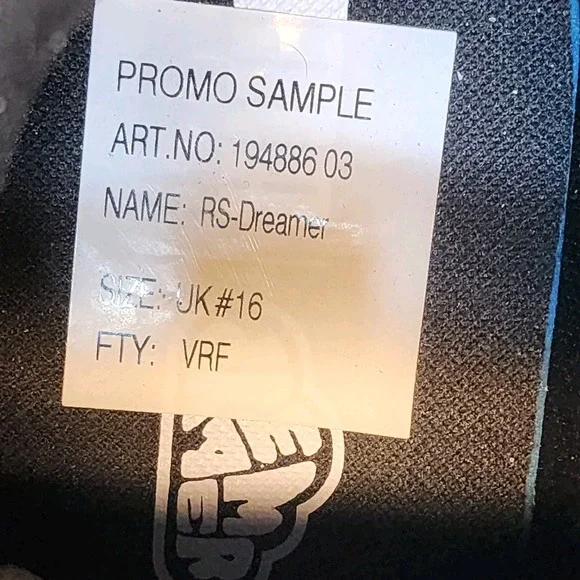 PROMO SAMPLE
ART.NO: 194886 03
NAME: RS-Dreamer
SIZE: UK#16
FTY: VRF